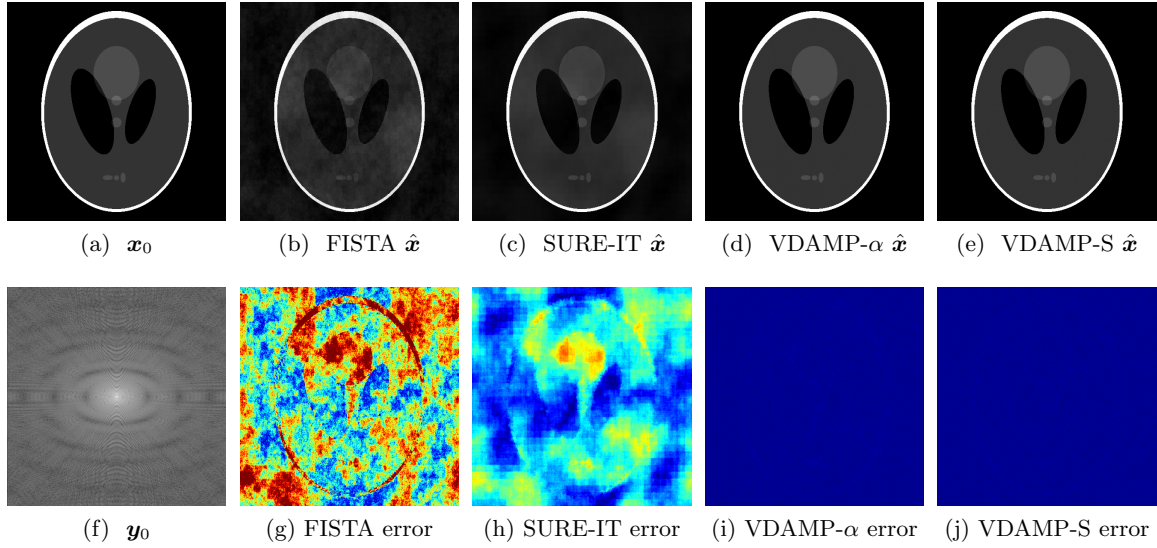 (a) 𝒙₀
(b) FISTA 𝒙̂
(c) SURE-IT 𝒙̂
(d) VDAMP-α 𝒙̂
(e) VDAMP-S 𝒙̂
(f) 𝒚₀
(g) FISTA error
(h) SURE-IT error
(i) VDAMP-α error
(j) VDAMP-S error